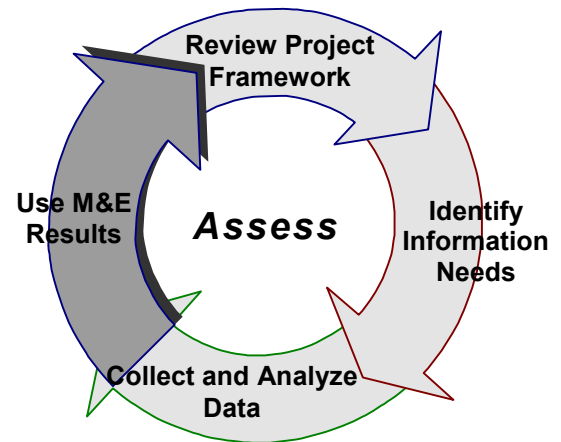 Review Project
Framework
Identify
Information
Needs
Collect and Analyze
Data
Use M&E
Results
Assess